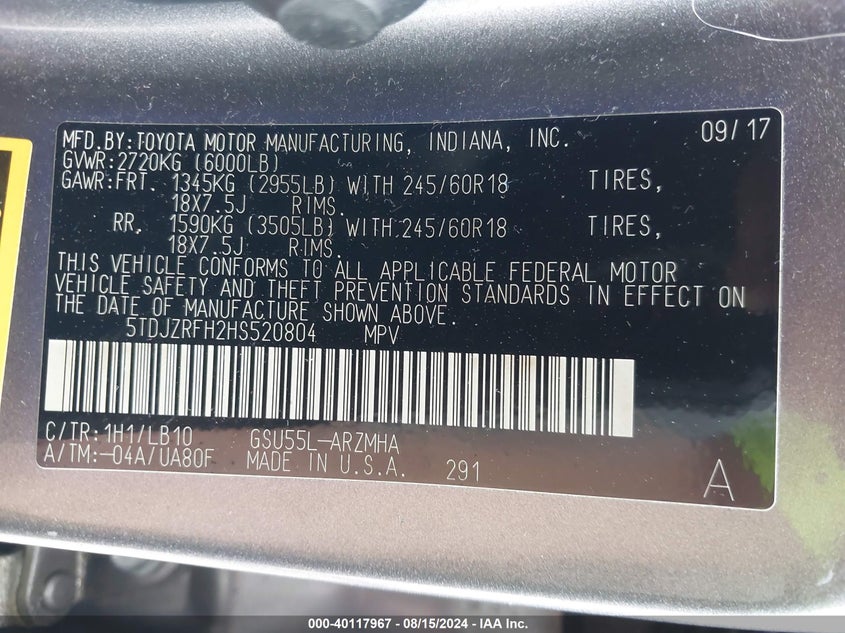 MFD.BY:TOYOTA MOTOR MANUFACTURING, INDIANA, INC. 09/17
GVWR:2720KG (6000LB)
GAWR:FRT. 1345KG (2955LB) WITH 245/60R18 TIRES,
18X7.5J RIMS.
RR. 1590KG (3505LB) WITH 245/60R18 TIRES,
18X7.5J RIMS.
THIS VEHICLE CONFORMS TO ALL APPLICABLE FEDERAL MOTOR
VEHICLE SAFETY AND THEFT PREVENTION STANDARDS IN EFFECT ON
THE DATE OF MANUFACTURE SHOWN ABOVE.
5TDJZRFH2HS520804 MPV
C/TR:1H1/LB10 GSU55L-ARZMHA
A/TM:-04A/UA80F MADE IN U.S.A. 291 A
000-40117967 - 08/15/2024 - IAA Inc.